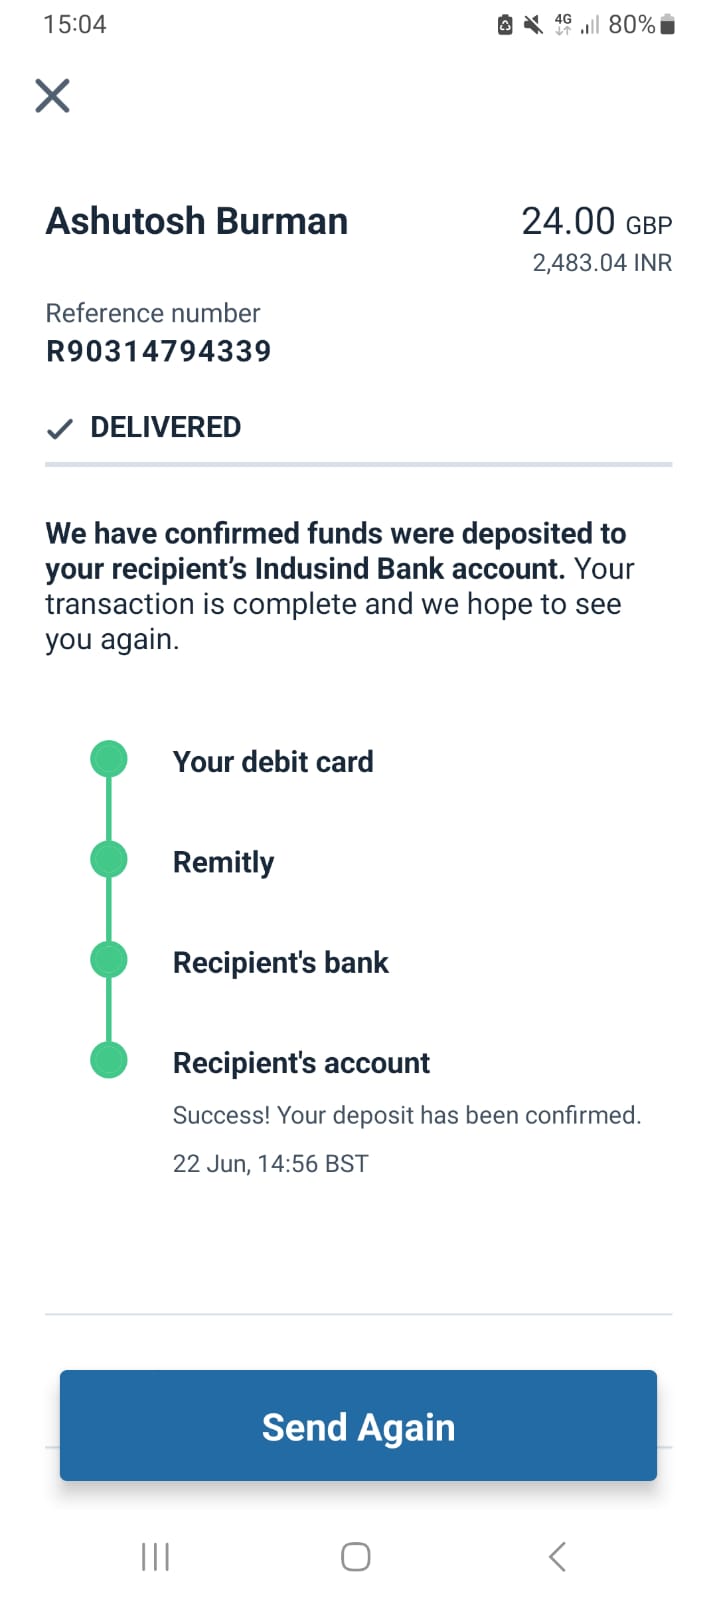 15:04
4G
80%
Ashutosh Burman
24.00 GBP
2,483.04 INR
Reference number
R90314794339
DELIVERED
We have confirmed funds were deposited to
your recipient’s Indusind Bank account. Your
transaction is complete and we hope to see
you again.
Your debit card
Remitly
Recipient's bank
Recipient's account
Success! Your deposit has been confirmed.
22 Jun, 14:56 BST
Send Again